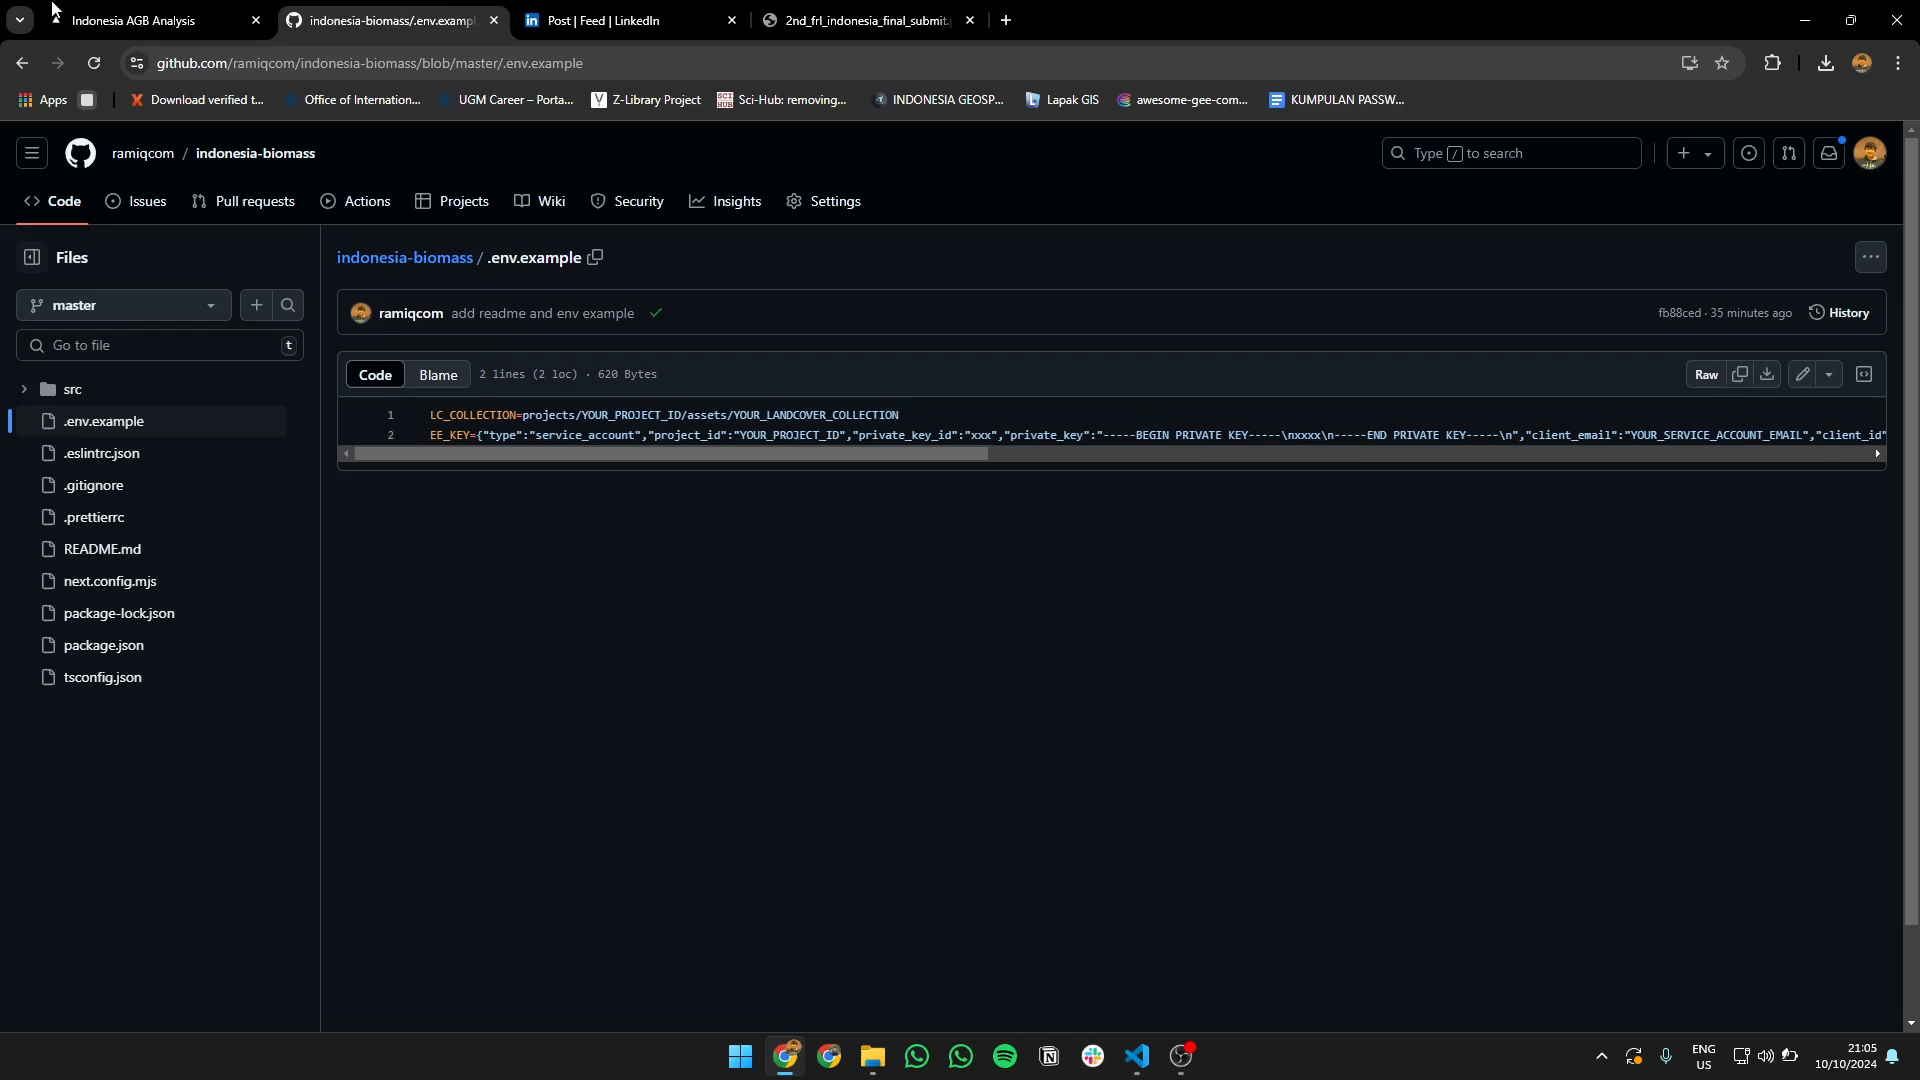 Indonesia AGB Analysis
indonesia-biomass/.env.exampl
Post | Feed | LinkedIn
2nd_frl_indonesia_final_submit.
github.com/ramiqcom/indonesia-biomass/blob/master/.env.example
Apps
Download verified t...
Office of Internation...
UGM Career – Porta...
Z-Library Project
Sci-Hub: removing...
INDONESIA GEOSP...
Lapak GIS
awesome-gee-com...
KUMPULAN PASSW...
ramiqcom / indonesia-biomass
Type / to search
Code
Issues
Pull requests
Actions
Projects
Wiki
Security
Insights
Settings
Files
master
Go to file
t
src
.env.example
.eslintrc.json
.gitignore
.prettierrc
README.md
next.config.mjs
package-lock.json
package.json
tsconfig.json
indonesia-biomass / .env.example
ramiqcom add readme and env example
fb88ced · 35 minutes ago
History
Code
Blame
2 lines (2 loc) · 620 Bytes
Raw
1 LC_COLLECTION=projects/YOUR_PROJECT_ID/assets/YOUR_LANDCOVER_COLLECTION
2 EE_KEY={"type":"service_account","project_id":"YOUR_PROJECT_ID","private_key_id":"xxx","private_key":"-----BEGIN PRIVATE KEY-----\nxxxx\n-----END PRIVATE KEY-----\n","client_email":"YOUR_SERVICE_ACCOUNT_EMAIL","client_id"
ENG
US
21:05
10/10/2024